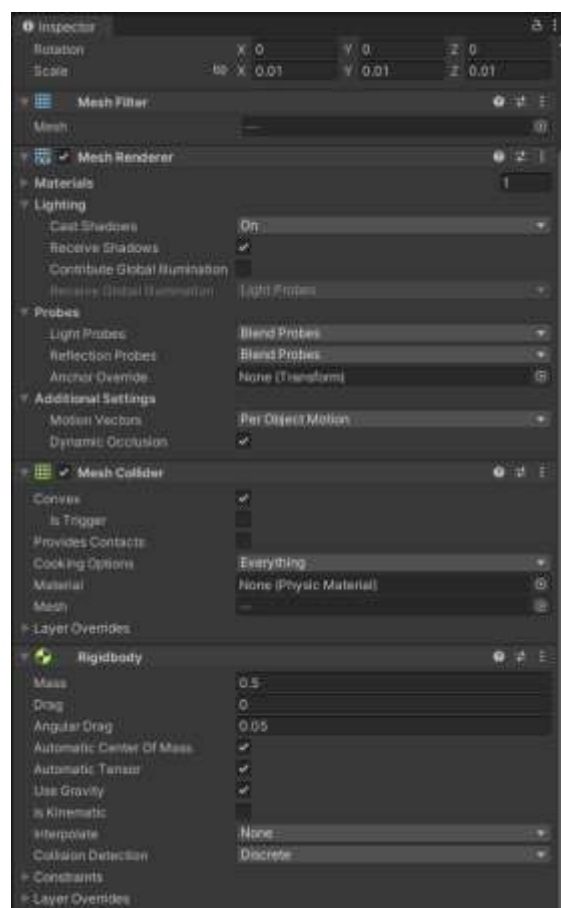 Inspector
Rotation X 0 Y 0 Z 0
Scale X 0.01 Y 0.01 Z 0.01
Mesh Filter
Mesh —
Mesh Renderer
Materials 1
Lighting
Cast Shadows On
Receive Shadows
Contribute Global Illumination
Receive Global Illumination Light Probes
Probes
Light Probes Blend Probes
Reflection Probes Blend Probes
Anchor Override None (Transform)
Additional Settings
Motion Vectors Per Object Motion
Dynamic Occlusion
Mesh Collider
Convex
Is Trigger
Provides Contacts
Cooking Options Everything
Material None (Physic Material)
Mesh —
Layer Overrides
Rigidbody
Mass 0.5
Drag 0
Angular Drag 0.05
Automatic Center Of Mass
Automatic Tensor
Use Gravity
Is Kinematic
Interpolate None
Collision Detection Discrete
Constraints
Layer Overrides